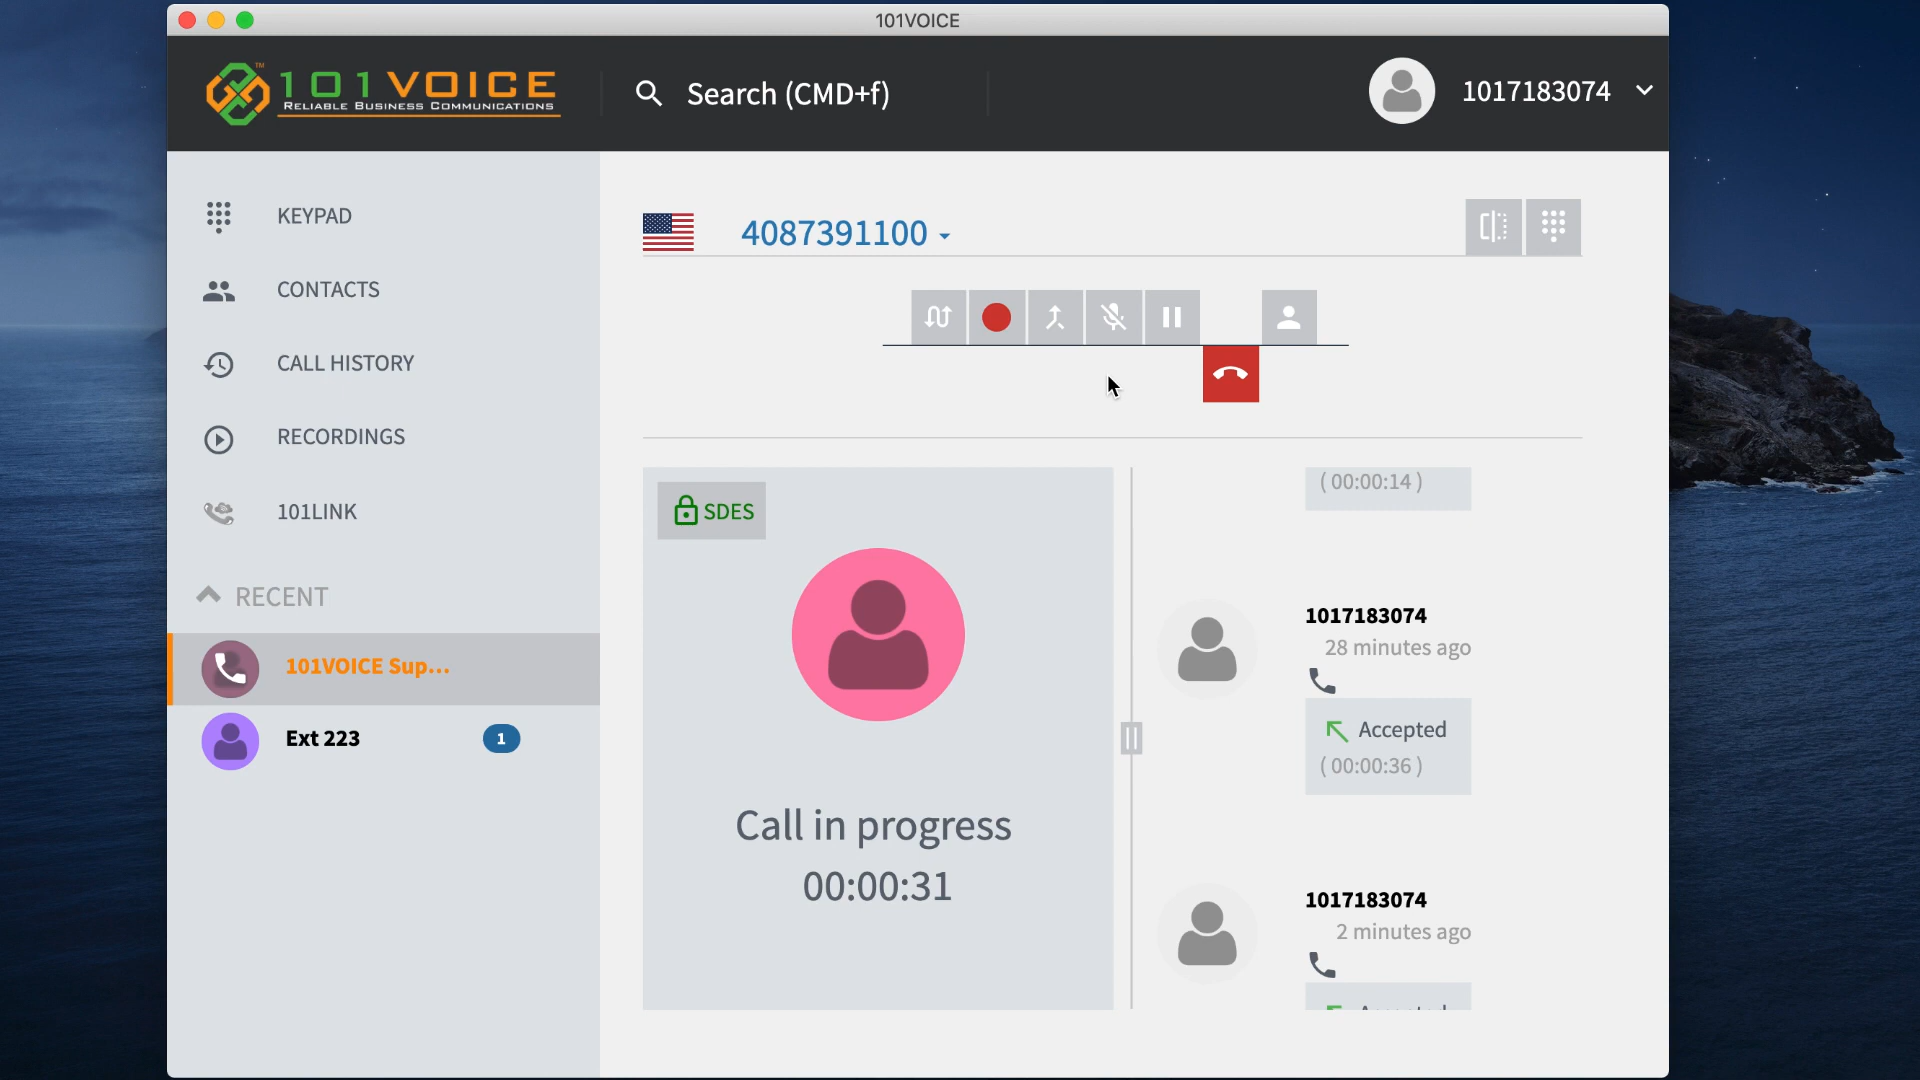 101VOICE
101VOICE™
RELIABLE BUSINESS COMMUNICATIONS
Search (CMD+f)
1017183074
KEYPAD
CONTACTS
CALL HISTORY
RECORDINGS
101LINK
RECENT
101VOICE Sup...
Ext 223
1
4087391100
SDES
Call in progress
00:00:31
( 00:00:14 )
1017183074
28 minutes ago
Accepted
( 00:00:36 )
1017183074
2 minutes ago